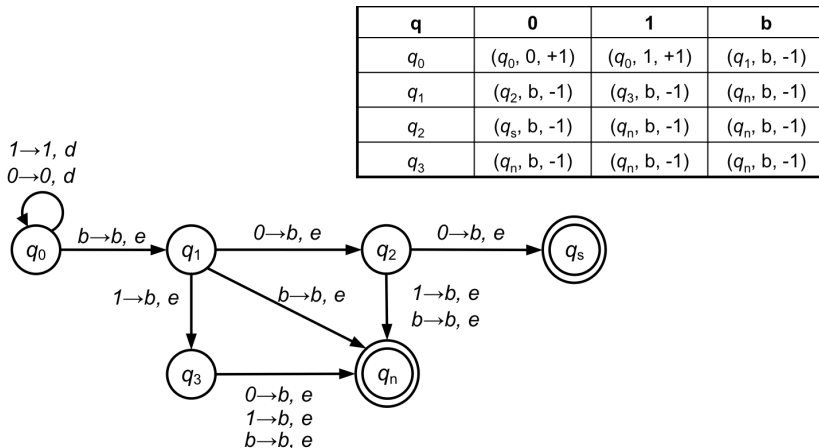 q 0 1 b
q0 (q0, 0, +1) (q0, 1, +1) (q1, b, -1)
q1 (q2, b, -1) (q3, b, -1) (qn, b, -1)
q2 (qs, b, -1) (qn, b, -1) (qn, b, -1)
q3 (qn, b, -1) (qn, b, -1) (qn, b, -1)
1→1, d
0→0, d
q0
b→b, e
q1
0→b, e
q2
0→b, e
qs
1→b, e
b→b, e
1→b, e
b→b, e
q3
qn
0→b, e
1→b, e
b→b, e